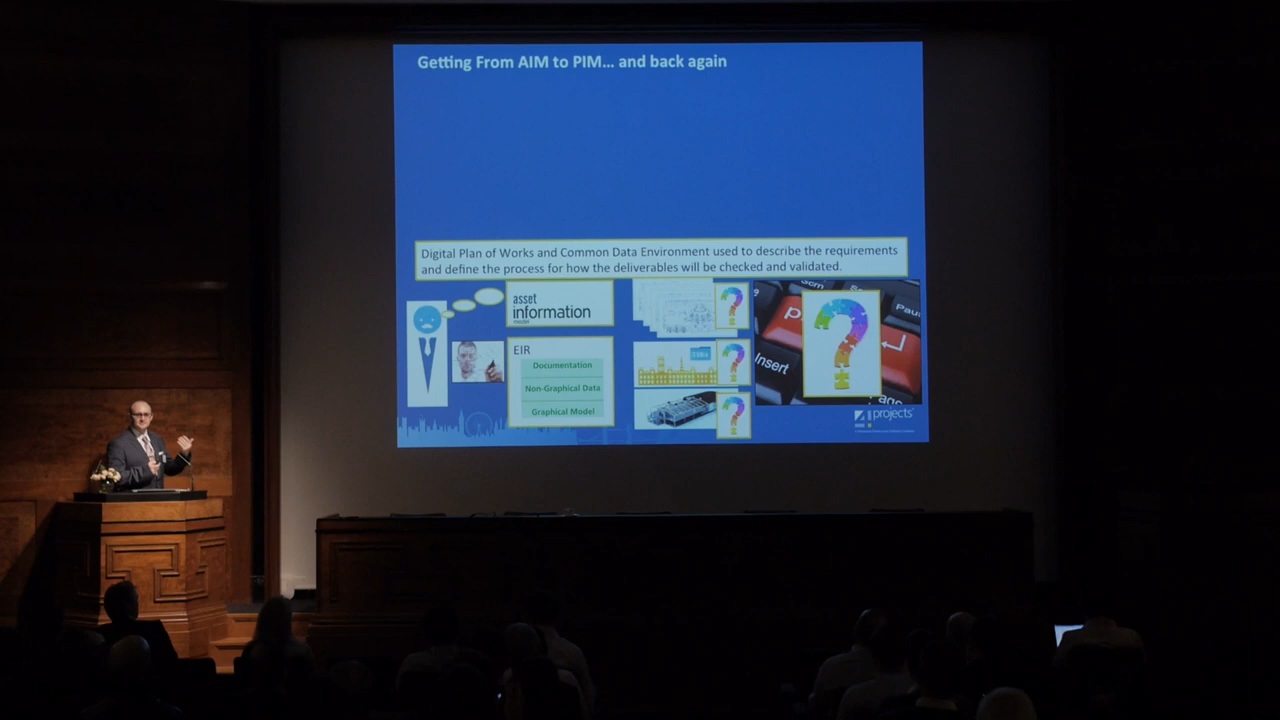 Getting From AIM to PIM... and back again
Digital Plan of Works and Common Data Environment used to describe the requirements
and define the process for how the deliverables will be checked and validated.
asset
information
model
EIR
Documentation
Non-Graphical Data
Graphical Model
Insert
4projects